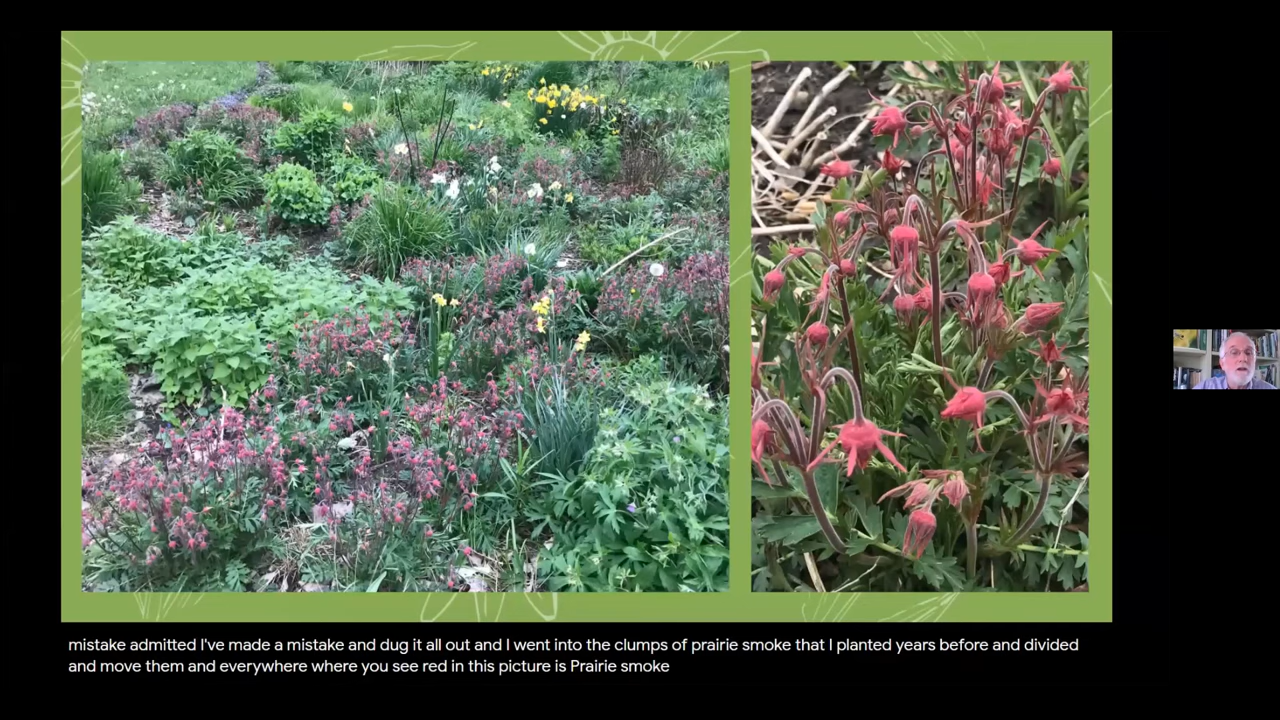 mistake admitted I've made a mistake and dug it all out and I went into the clumps of prairie smoke that I planted years before and divided
and move them and everywhere where you see red in this picture is Prairie smoke